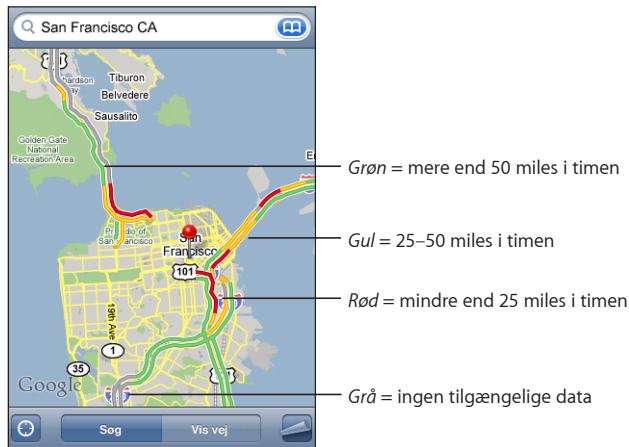 San Francisco CA
Tiburon
Belvedere
Sausalito
Golden Gate
National
Recreation Area
Grøn = mere end 50 miles i timen
San
Francisco
Gul = 25–50 miles i timen
101
Rød = mindre end 25 miles i timen
19th Ave
1
35
Google
Grå = ingen tilgængelige data
Søg
Vis vej